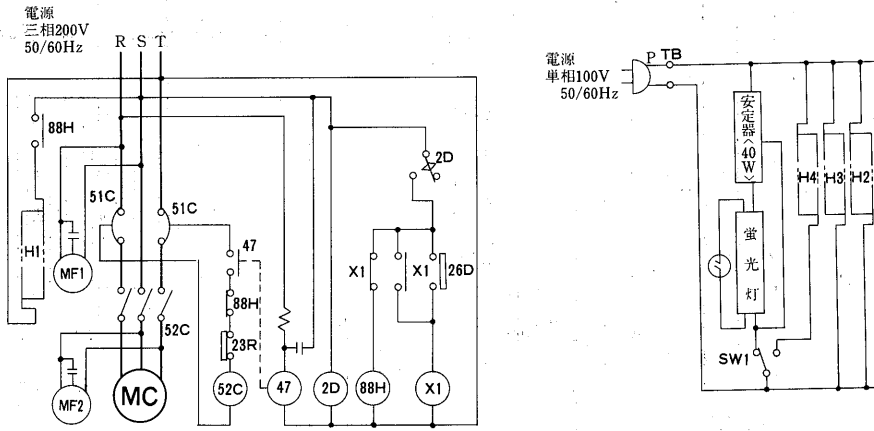 電源
三相200V
50/60Hz
R S T
88H
51C
51C
H1
MF1
47
88H
23R
52C
MF2
MC
52C
47
2D
88H
X1
2D
X1
X1
26D
電源
単相100V
50/60Hz
P TB
安定器〈40W〉
蛍光灯
SW1
H4
H3
H2